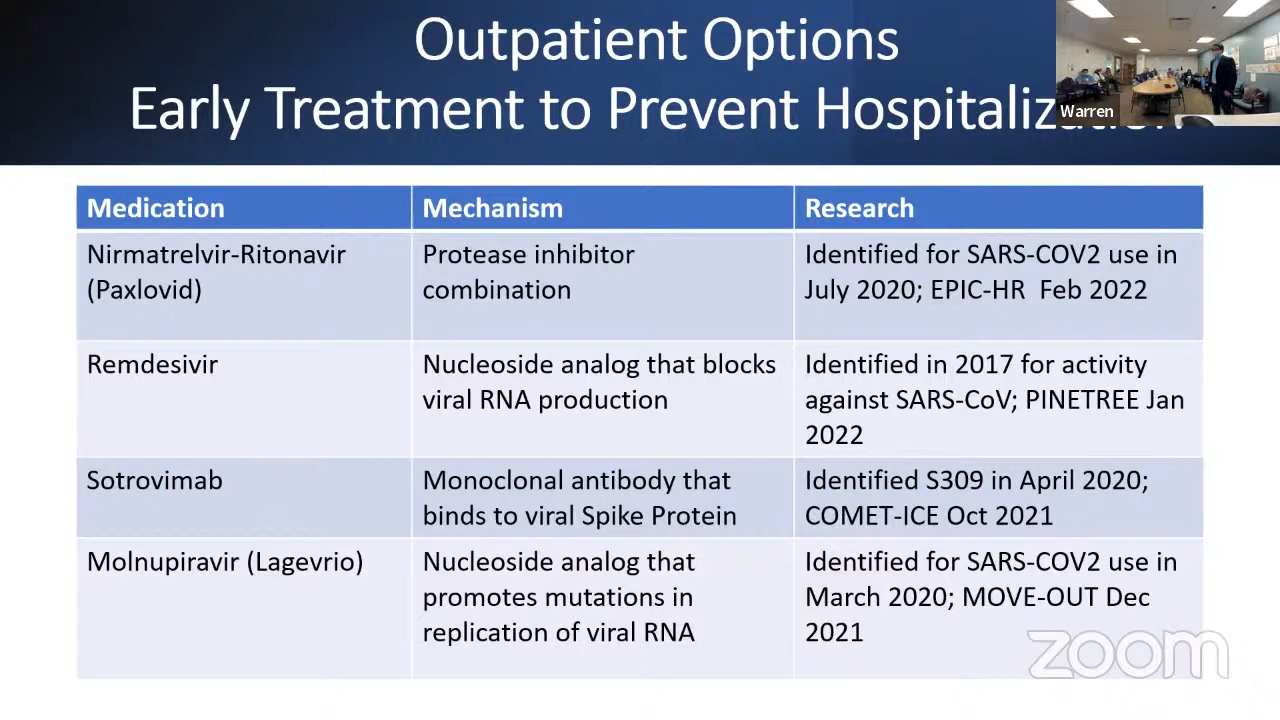 Outpatient Options
Early Treatment to Prevent Hospitalization
Warren
Medication
Mechanism
Research
Nirmatrelvir-Ritonavir
(Paxlovid)
Protease inhibitor
combination
Identified for SARS-COV2 use in
July 2020; EPIC-HR  Feb 2022
Remdesivir
Nucleoside analog that blocks
viral RNA production
Identified in 2017 for activity
against SARS-CoV; PINETREE Jan
2022
Sotrovimab
Monoclonal antibody that
binds to viral Spike Protein
Identified S309 in April 2020;
COMET-ICE Oct 2021
Molnupiravir (Lagevrio)
Nucleoside analog that
promotes mutations in
replication of viral RNA
Identified for SARS-COV2 use in
March 2020; MOVE-OUT Dec
2021
zoom